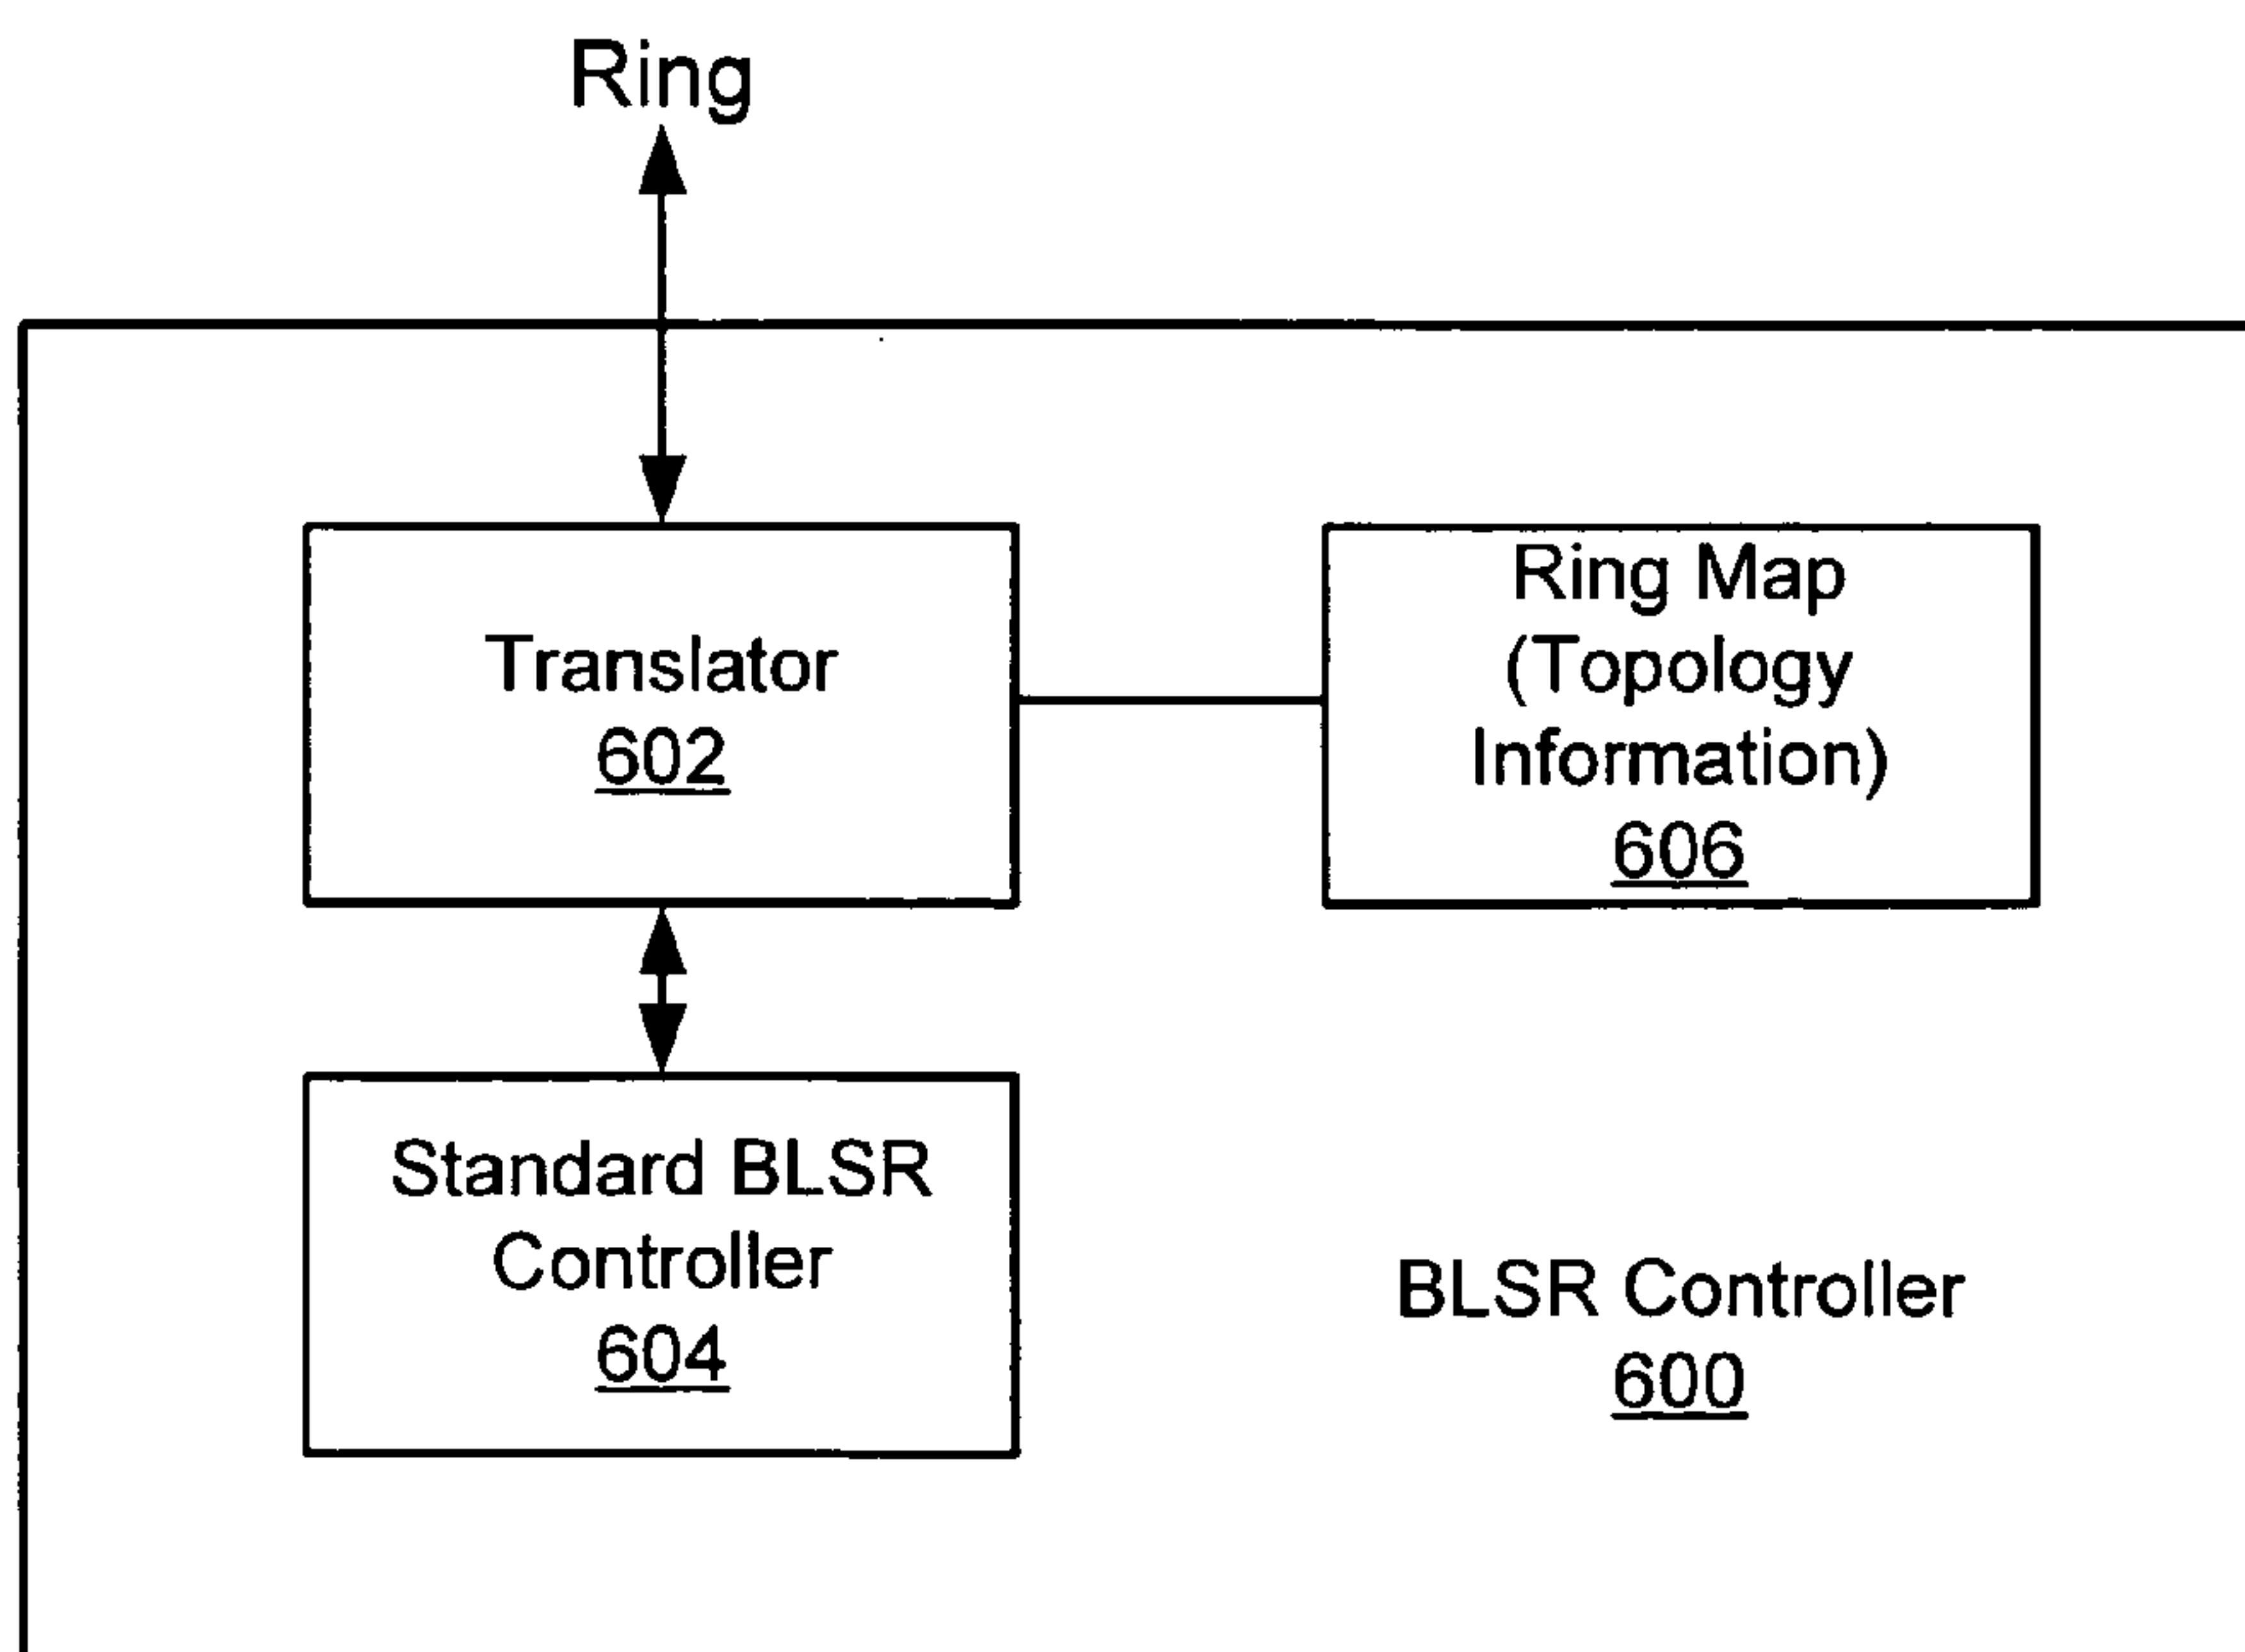 Ring
Translator
602
Ring Map
(Topology
Information)
606
Standard BLSR
Controller
604
BLSR Controller
600